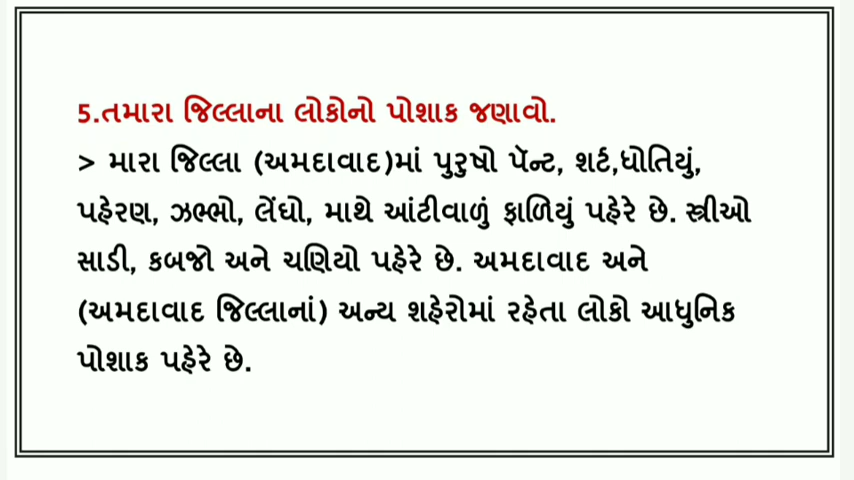 5.તમારા જિલ્લાના લોકોનો પોશાક જણાવો.
> મારા જિલ્લા (અમદાવાદ)માં પુરુષો પૅન્ટ, શર્ટ,ધોતિયું,
પહેરણ, ઝભ્ભો, લેંઘો, માથે આંટીવાળું ફાળિયું પહેરે છે. સ્ત્રીઓ
સાડી, કબજો અને ચણિયો પહેરે છે. અમદાવાદ અને
(અમદાવાદ જિલ્લાનાં) અન્ય શહેરોમાં રહેતા લોકો આધુનિક
પોશાક પહેરે છે.